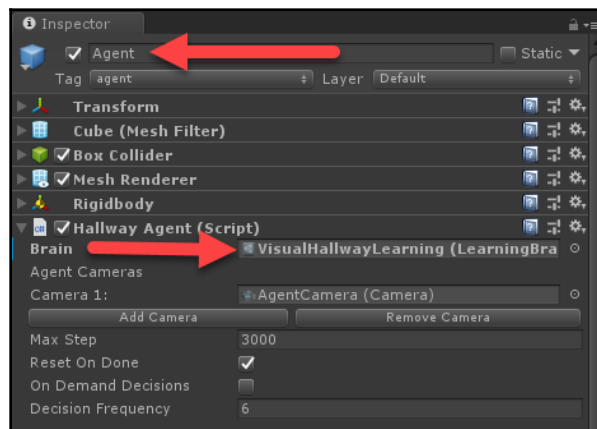 Inspector
Agent Static
Tag agent Layer Default
Transform
Cube (Mesh Filter)
Box Collider
Mesh Renderer
Rigidbody
Hallway Agent (Script)
Brain VisualHallwayLearning (LearningBra
Agent Cameras
Camera 1: AgentCamera (Camera)
Add Camera Remove Camera
Max Step 3000
Reset On Done
On Demand Decisions
Decision Frequency 6